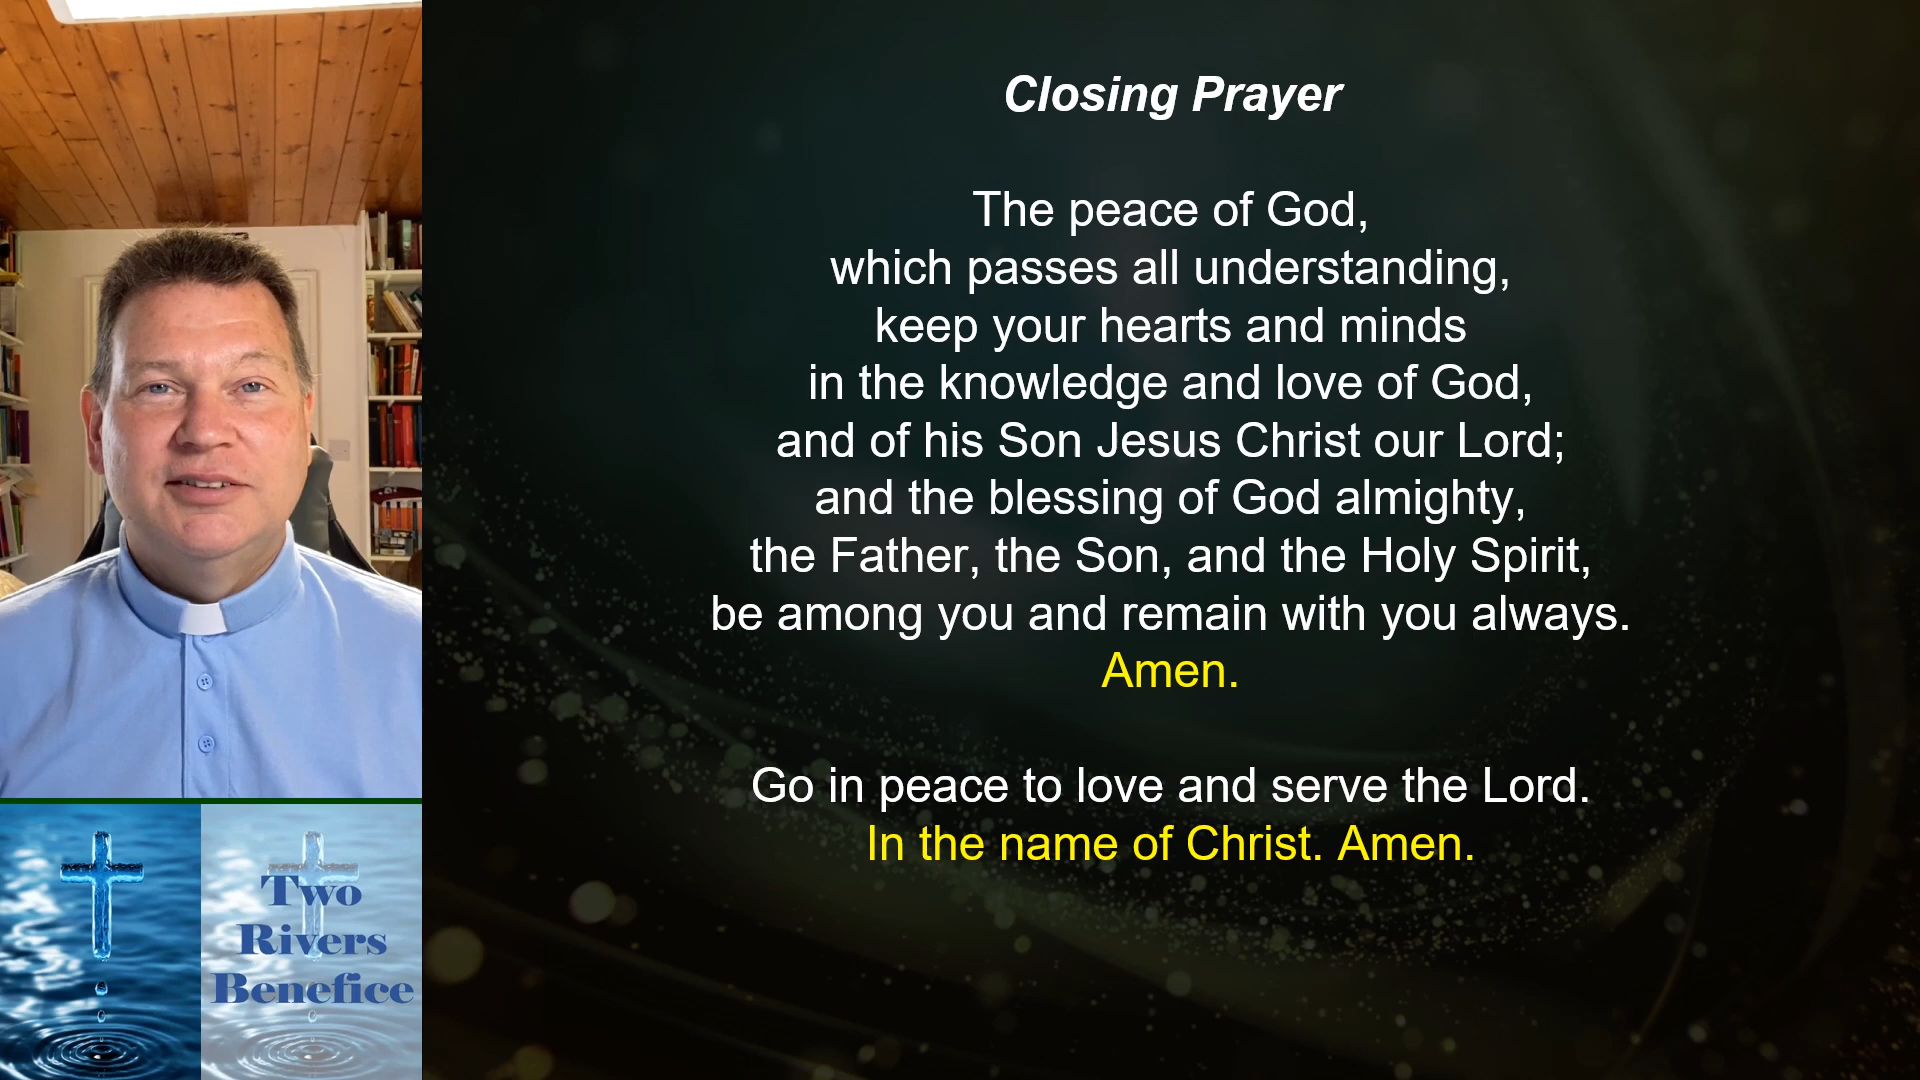 Closing Prayer
The peace of God,
which passes all understanding,
keep your hearts and minds
in the knowledge and love of God,
and of his Son Jesus Christ our Lord;
and the blessing of God almighty,
the Father, the Son, and the Holy Spirit,
be among you and remain with you always.
Amen.
Go in peace to love and serve the Lord.
In the name of Christ. Amen.
Two
Rivers
Benefice